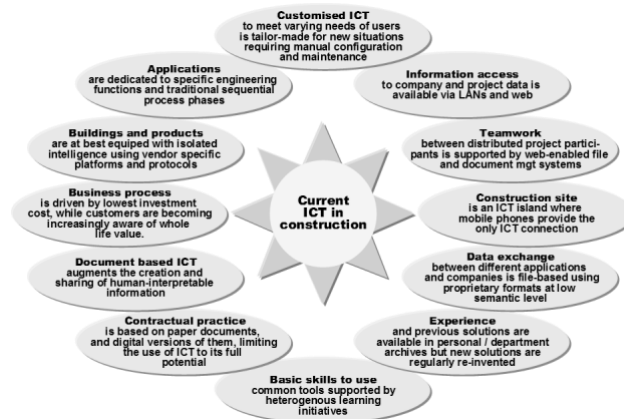 Customised ICT
to meet varying needs of users
is tailor-made for new situations
requiring manual configuration
and maintenance
Applications
are dedicated to specific engineering
functions and traditional sequential
process phases
Information access
to company and project data is
available via LANs and web
Buildings and products
are at best equiped with isolated
intelligence using vendor specific
platforms and protocols
Teamwork
between distributed project partici-
pants is supported by web-enabled file
and document mgt systems
Business process
is driven by lowest investment
cost, while customers are becoming
increasingly aware of whole
life value.
Current
ICT in
construction
Construction site
is an ICT island where
mobile phones provide the
only ICT connection
Document based ICT
augments the creation and
sharing of human-interpretable
information
Data exchange
between different applications
and companies is file-based using
proprietary formats at low
semantic level
Contractual practice
is based on paper documents,
and digital versions of them, limiting
the use of ICT to its full
potential
Experience
and previous solutions are
available in personal / department
archives but new solutions are
regularly re-invented
Basic skills to use
common tools supported by
heterogenous learning
initiatives